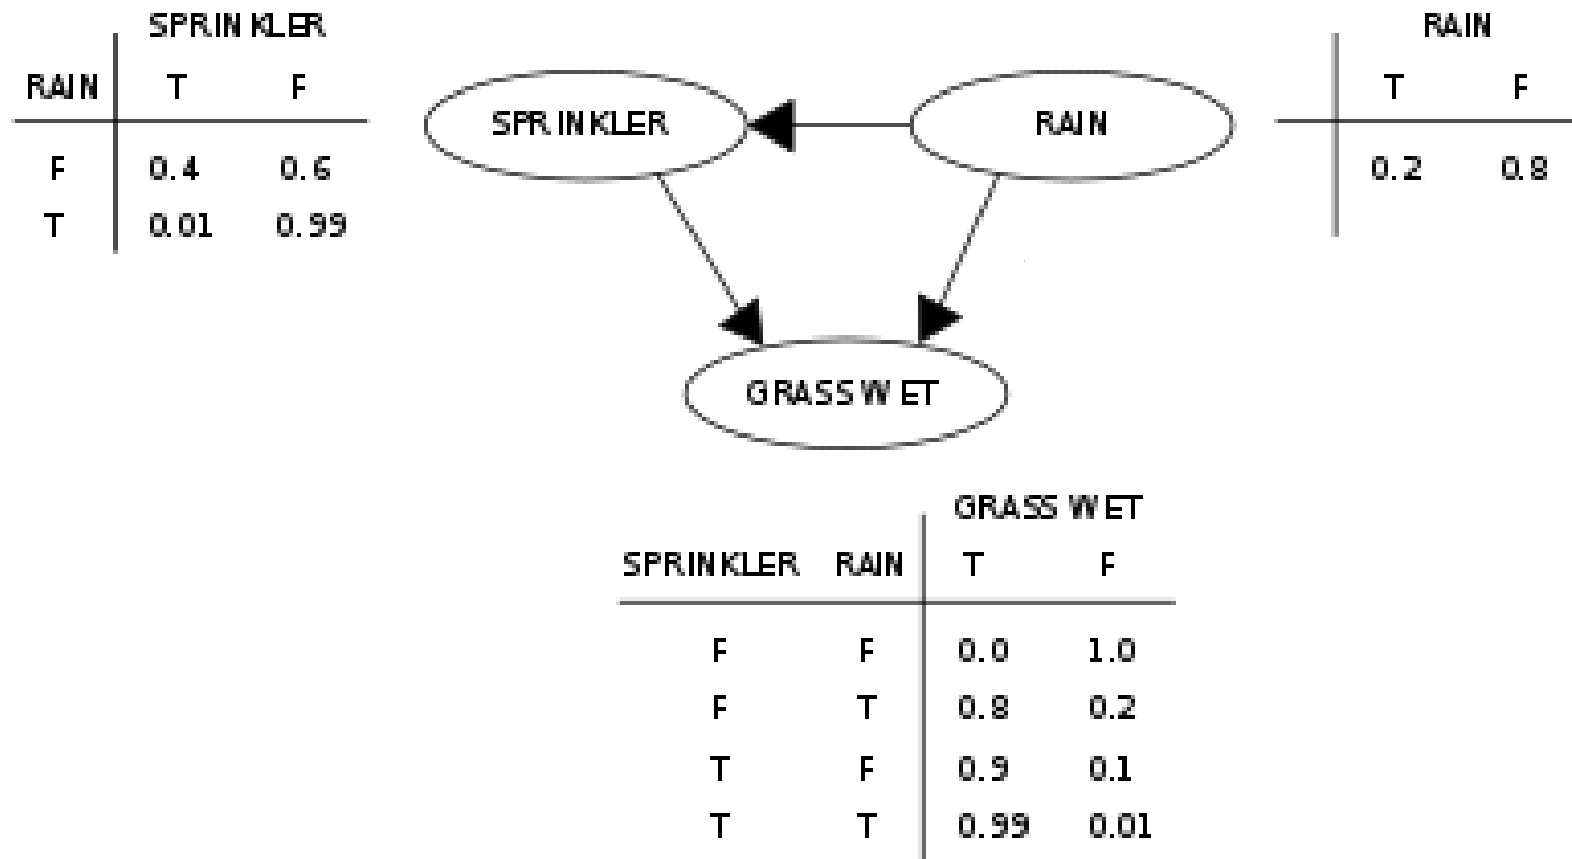 SPRINKLER
RAIN T F
F 0.4 0.6
T 0.01 0.99
SPRINKLER
RAIN
RAIN
T F
0.2 0.8
GRASS WET
GRASS WET
SPRINKLER RAIN T F
F F 0.0 1.0
F T 0.8 0.2
T F 0.9 0.1
T T 0.99 0.01